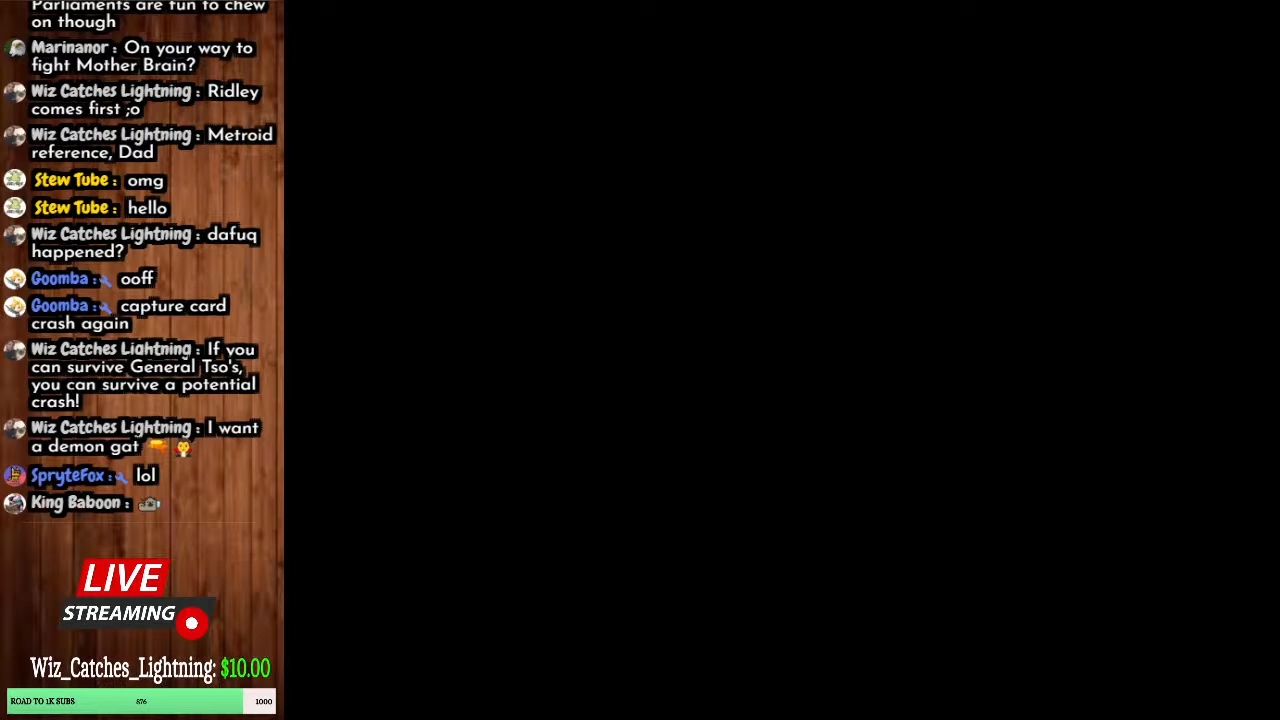 Parliaments are fun to chew
on though
Marinanor : On your way to
fight Mother Brain?
Wiz Catches Lightning : Ridley
comes first ;o
Wiz Catches Lightning : Metroid
reference, Dad
Stew Tube : omg
Stew Tube : hello
Wiz Catches Lightning : dafuq
happened?
Goomba : ooff
Goomba : capture card
crash again
Wiz Catches Lightning : If you
can survive General Tso's,
you can survive a potential
crash!
Wiz Catches Lightning : I want
a demon gat
SpryteFox : lol
King Baboon :
LIVE
STREAMING
Wiz_Catches_Lightning: $10.00
ROAD TO 1K SUBS 876 1000